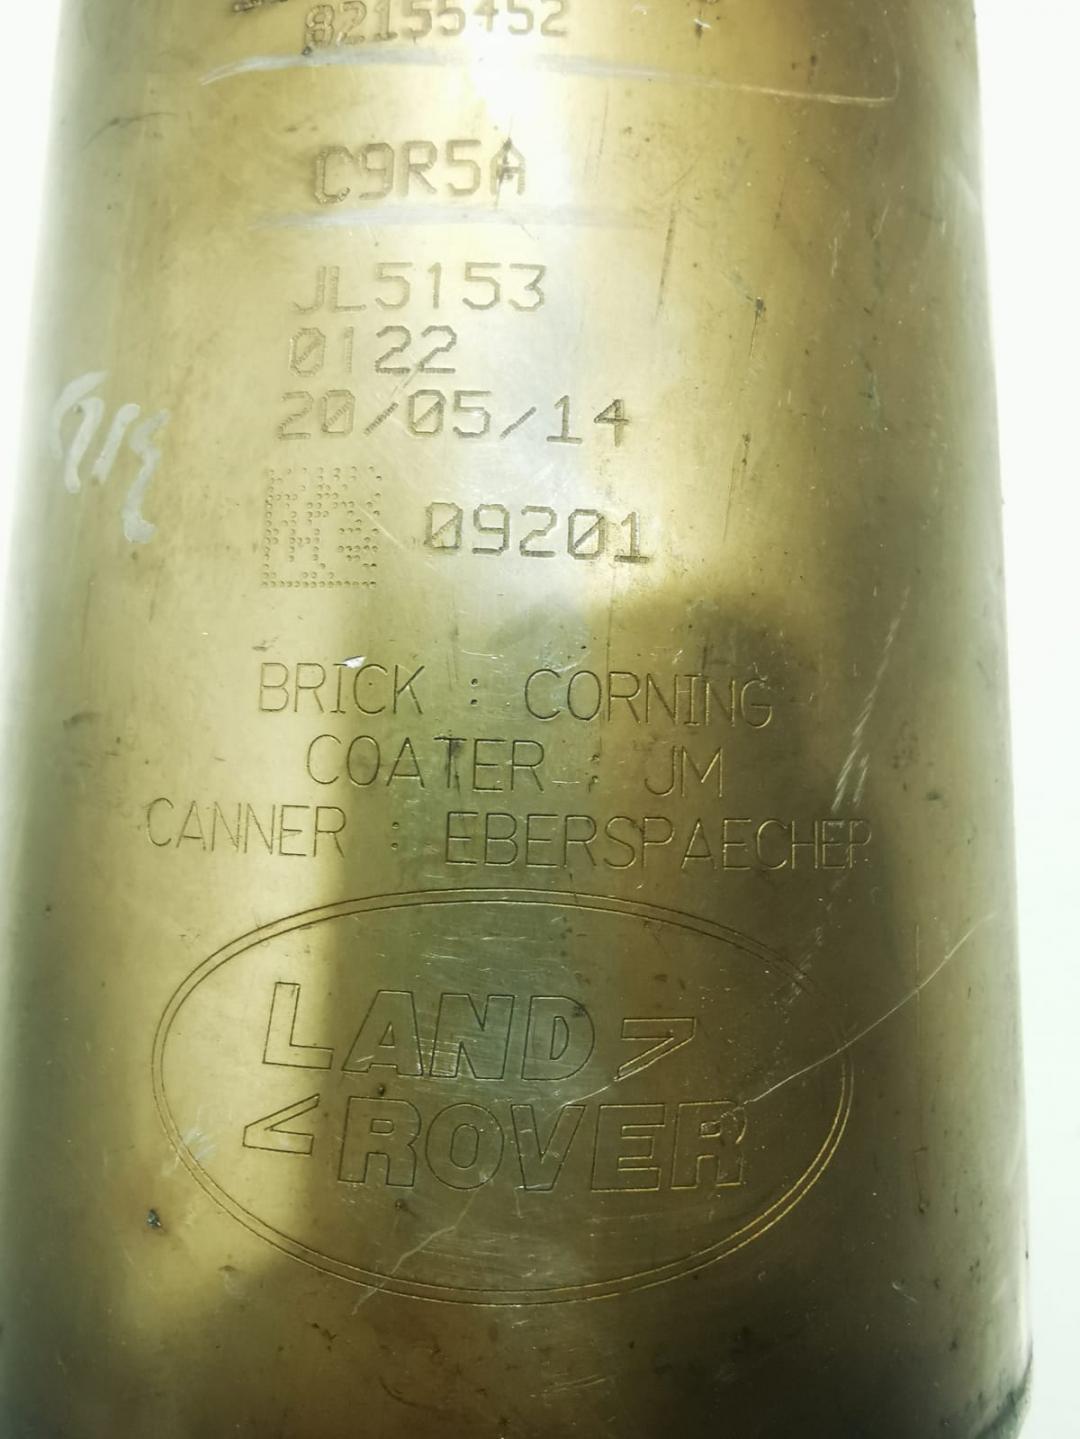 82155452
C9R5A
JL5153
0122
20/05/14
09201
BRICK : CORNING
COATER : JM
CANNER : EBERSPAECHER
LAND
ROVER